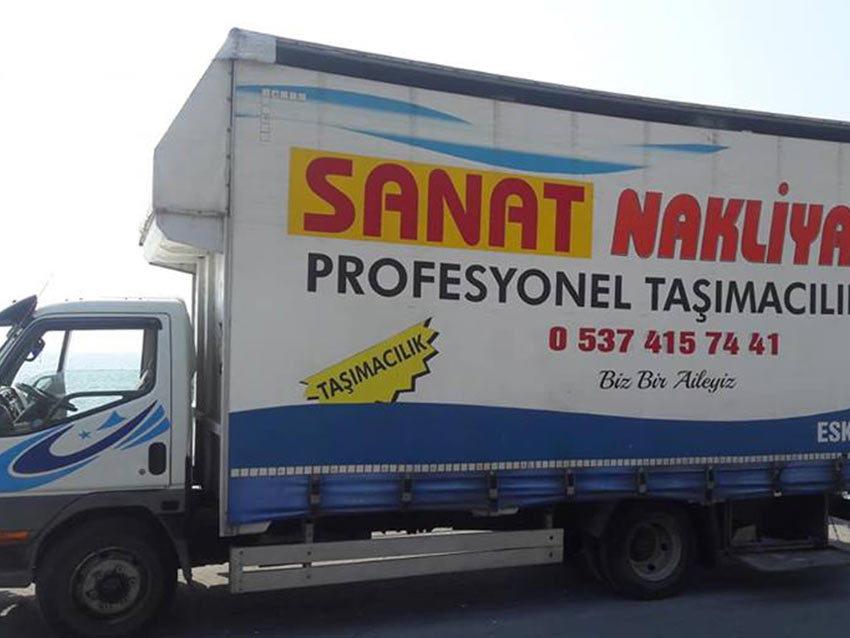 SANAT NAKLİYA
PROFESYONEL TAŞIMACILI
0 537 415 74 41
TAŞIMACILIK
Biz Bir Aileyiz
ESK